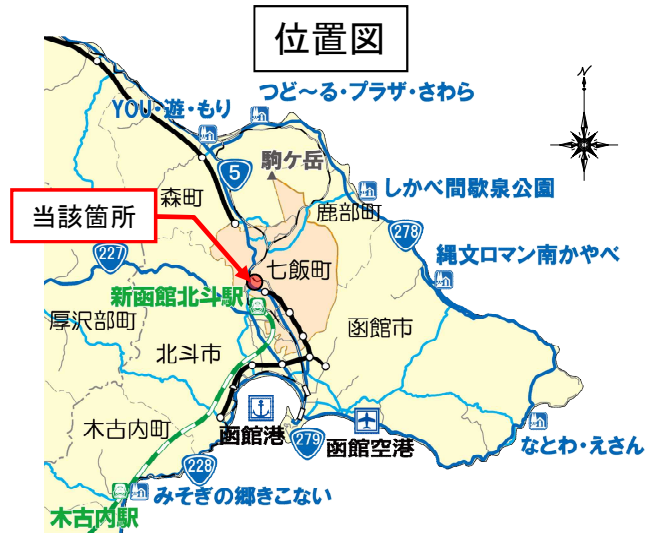 位置図
つど～る・プラザ・さわら
YOU・遊・もり
N
駒ケ岳
5
しかべ間歇泉公園
森町
鹿部町
当該箇所
278
227
縄文ロマン南かやべ
七飯町
新函館北斗駅
厚沢部町
函館市
北斗市
木古内町
函館港
279
函館空港
なとわ・えさん
228
みそぎの郷きこない
木古内駅